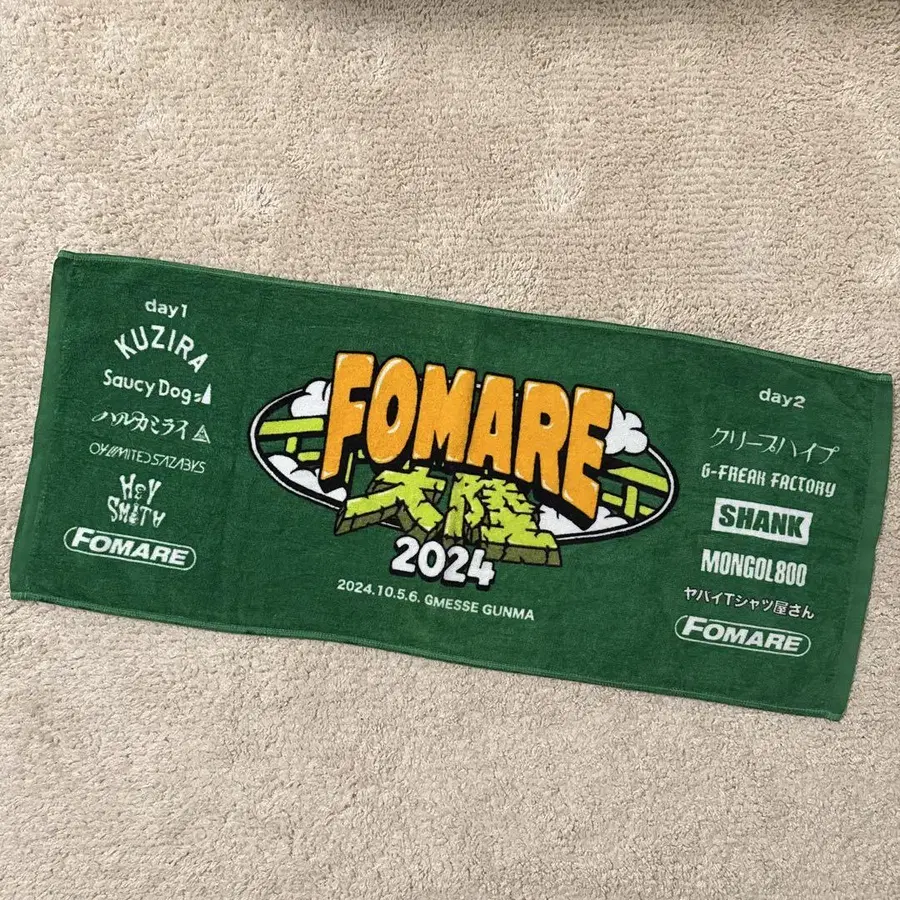 day1
KUZIRA
Saucy Dog
ハルカミライ
04 LIMITED SAZABYS
HEY
SMITH
FOMARE
FOMARE
大陸
2024
2024.10.5.6. GMESSE GUNMA
day2
クリープハイプ
G-FREAK FACTORY
SHANK
MONGOL800
ヤバイTシャツ屋さん
FOMARE